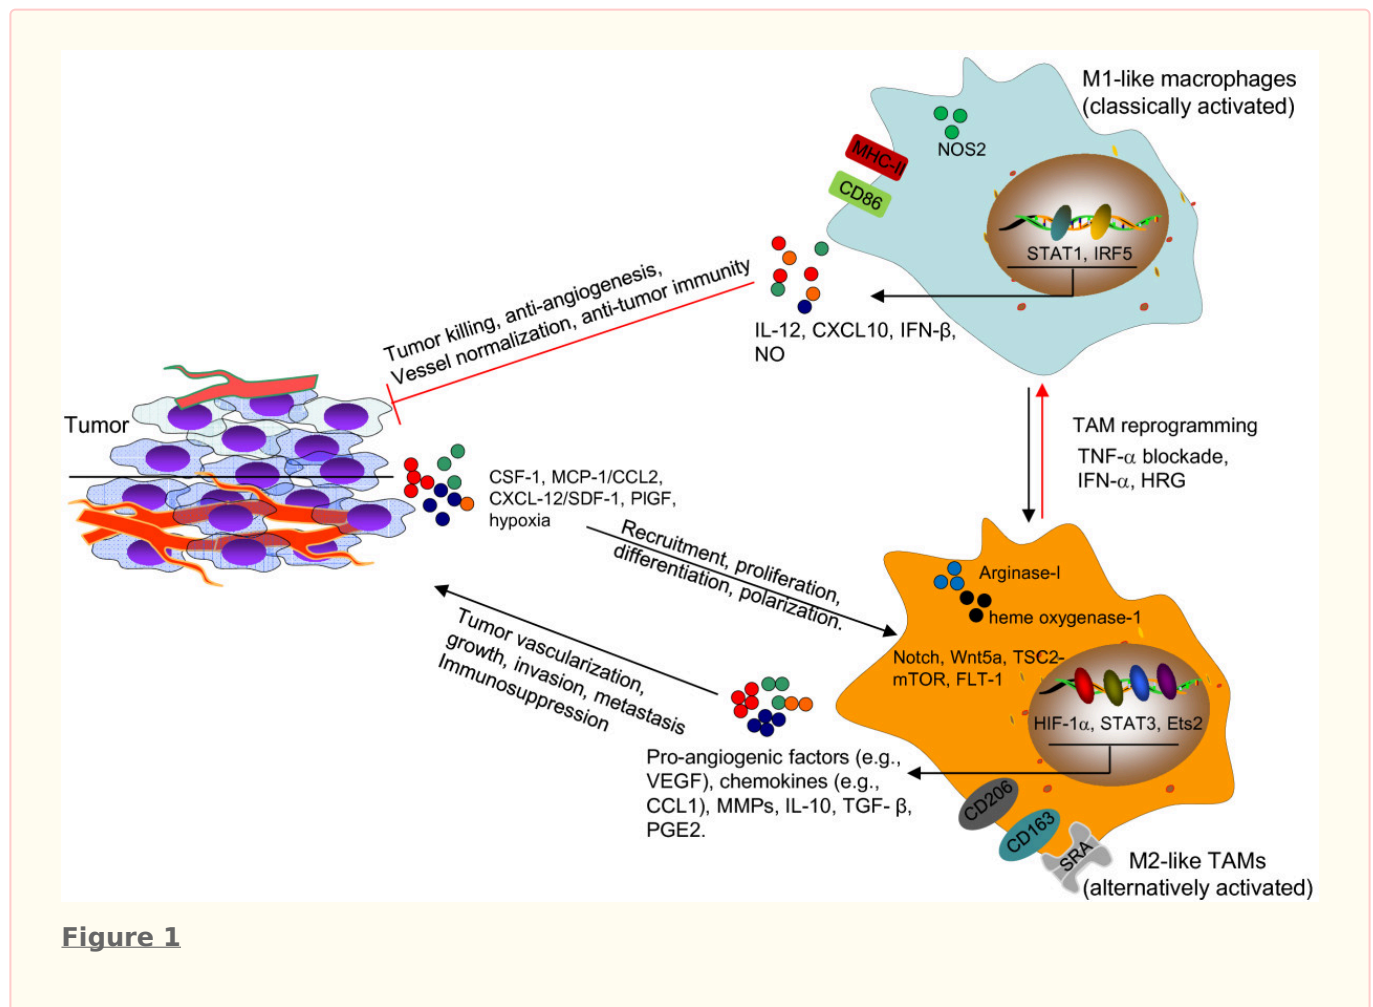 M1-like macrophages
(classically activated)
NOS2
MHC-II
CD86
STAT1, IRF5
Tumor killing, anti-angiogenesis,
Vessel normalization, anti-tumor immunity
IL-12, CXCL10, IFN-β,
NO
Tumor
TAM reprogramming
TNF-α blockade,
IFN-α, HRG
CSF-1, MCP-1/CCL2,
CXCL-12/SDF-1, PlGF,
hypoxia
Recruitment, proliferation,
differentiation, polarization.
Arginase-I
heme oxygenase-1
Notch, Wnt5a, TSC2-
mTOR, FLT-1
HIF-1α, STAT3, Ets2
Tumor vascularization,
growth, invasion, metastasis
Immunosuppression
Pro-angiogenic factors (e.g.,
VEGF), chemokines (e.g.,
CCL1), MMPs, IL-10, TGF- β,
PGE2.
CD206
CD163
SRA
M2-like TAMs
(alternatively activated)
Figure 1